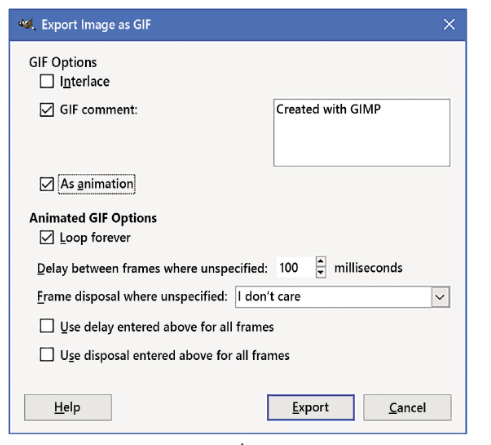 Export Image as GIF
GIF Options
Interlace
GIF comment:
Created with GIMP
As animation
Animated GIF Options
Loop forever
Delay between frames where unspecified: 100 milliseconds
Frame disposal where unspecified: I don't care
Use delay entered above for all frames
Use disposal entered above for all frames
Help Export Cancel